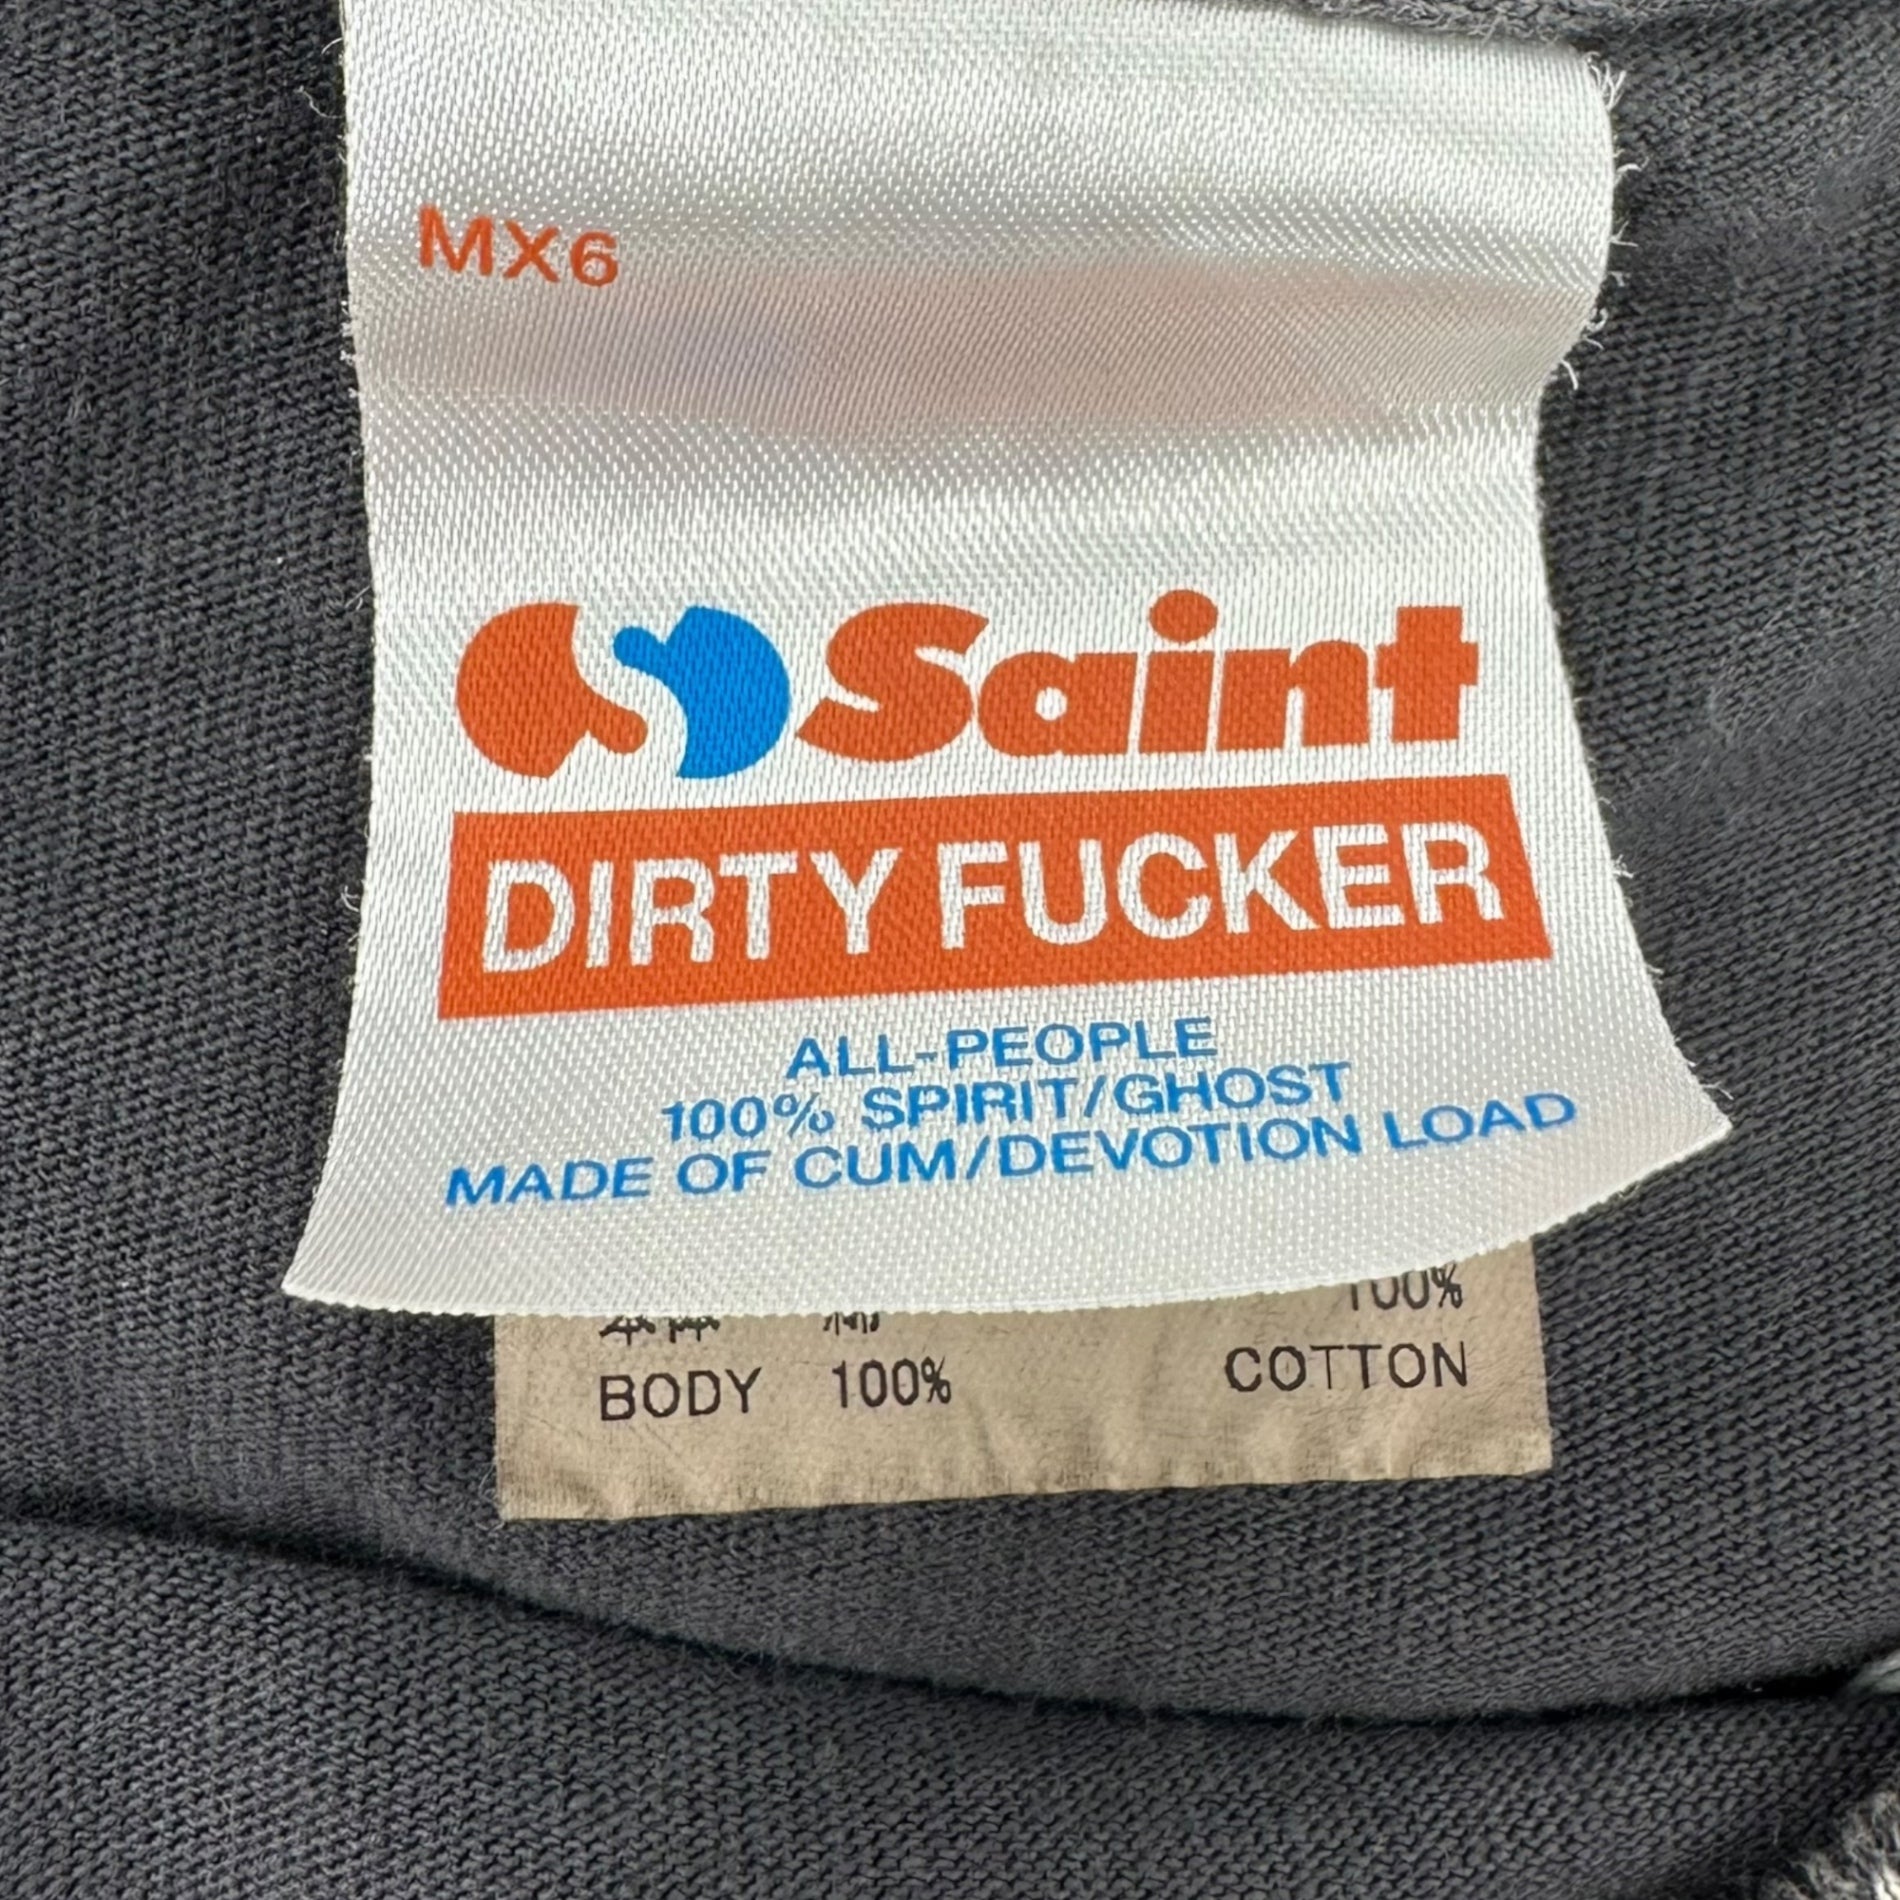 MX6
Saint
DIRTY FUCKER
ALL-PEOPLE
100% SPIRIT/GHOST
MADE OF CUM/DEVOTION LOAD
100%
BODY 100% COTTON